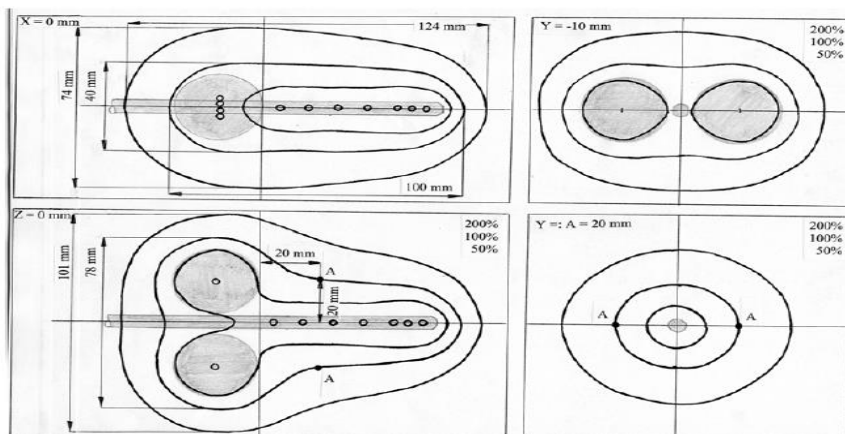 X = 0 mm
124 mm
74 mm
40 mm
100 mm
Y = -10 mm
200%
100%
50%
Z = 0 mm
200%
100%
50%
101 mm
78 mm
20 mm
A
20 mm
A
Y =: A = 20 mm
200%
100%
50%
A
A